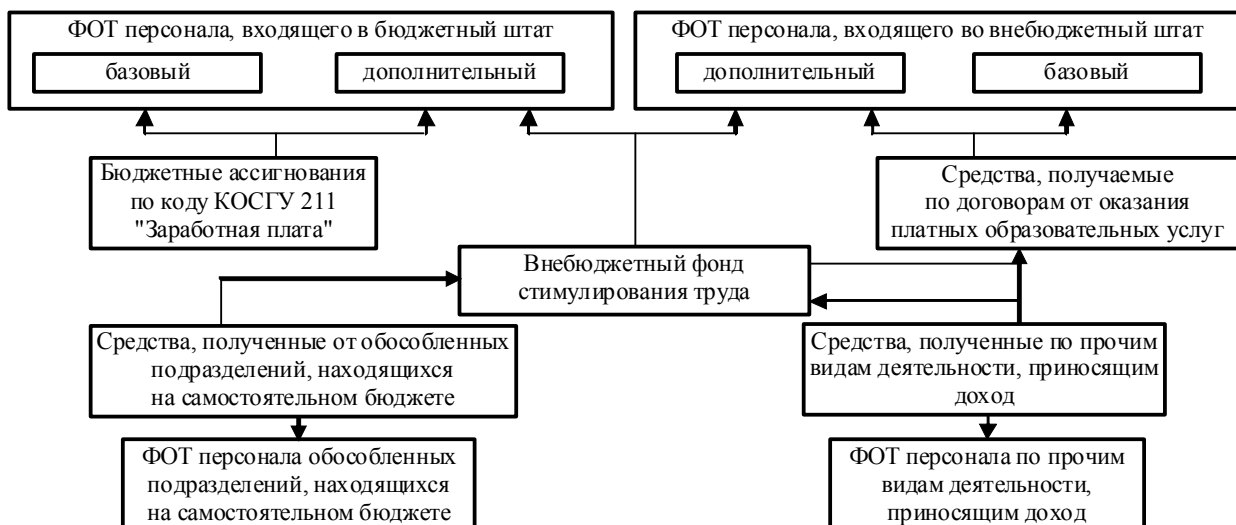 ФОТ персонала, входящего в бюджетный штат
базовый
дополнительный
ФОТ персонала, входящего во внебюджетный штат
дополнительный
базовый
Бюджетные ассигнования
по коду КОСГУ 211
"Заработная плата"
Средства, получаемые
по договорам от оказания
платных образовательных услуг
Внебюджетный фонд
стимулирования труда
Средства, полученные от обособленных
подразделений, находящихся
на самостоятельном бюджете
Средства, полученные по прочим
видам деятельности, приносящим
доход
ФОТ персонала обособленных
подразделений, находящихся
на самостоятельном бюджете
ФОТ персонала по прочим
видам деятельности,
приносящим доход